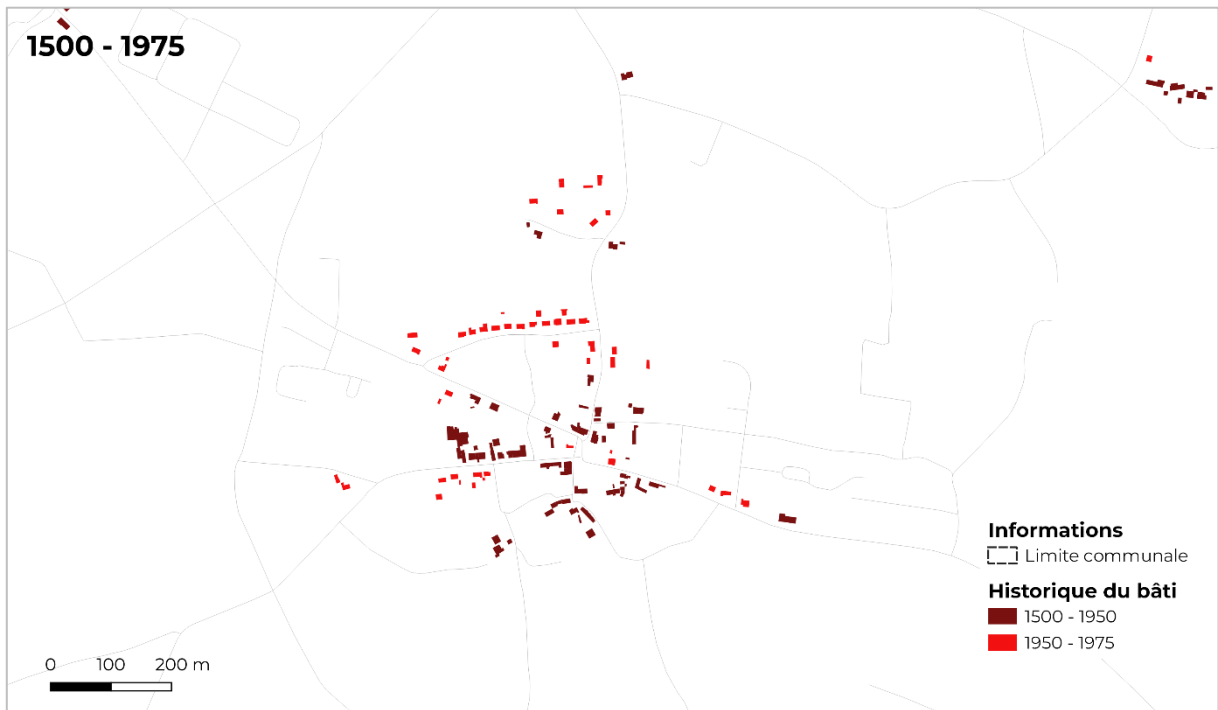 1500 - 1975
Informations
Limite communale
Historique du bâti
1500 - 1950
1950 - 1975
0 100 200 m